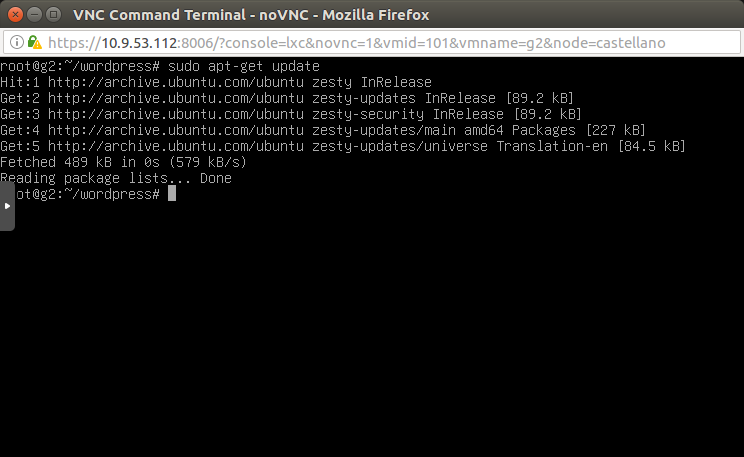 VNC Command Terminal - noVNC - Mozilla Firefox
https://10.9.53.112:8006/?console=lxc&novnc=1&vmid=101&vmname=g2&node=castellano
root@g2:~/wordpress# sudo apt-get update
Hit:1 http://archive.ubuntu.com/ubuntu zesty InRelease
Get:2 http://archive.ubuntu.com/ubuntu zesty-updates InRelease [89.2 kB]
Get:3 http://archive.ubuntu.com/ubuntu zesty-security InRelease [89.2 kB]
Get:4 http://archive.ubuntu.com/ubuntu zesty-updates/main amd64 Packages [227 kB]
Get:5 http://archive.ubuntu.com/ubuntu zesty-updates/universe Translation-en [84.5 kB]
Fetched 489 kB in 0s (579 kB/s)
Reading package lists... Done
ot@g2:~/wordpress#